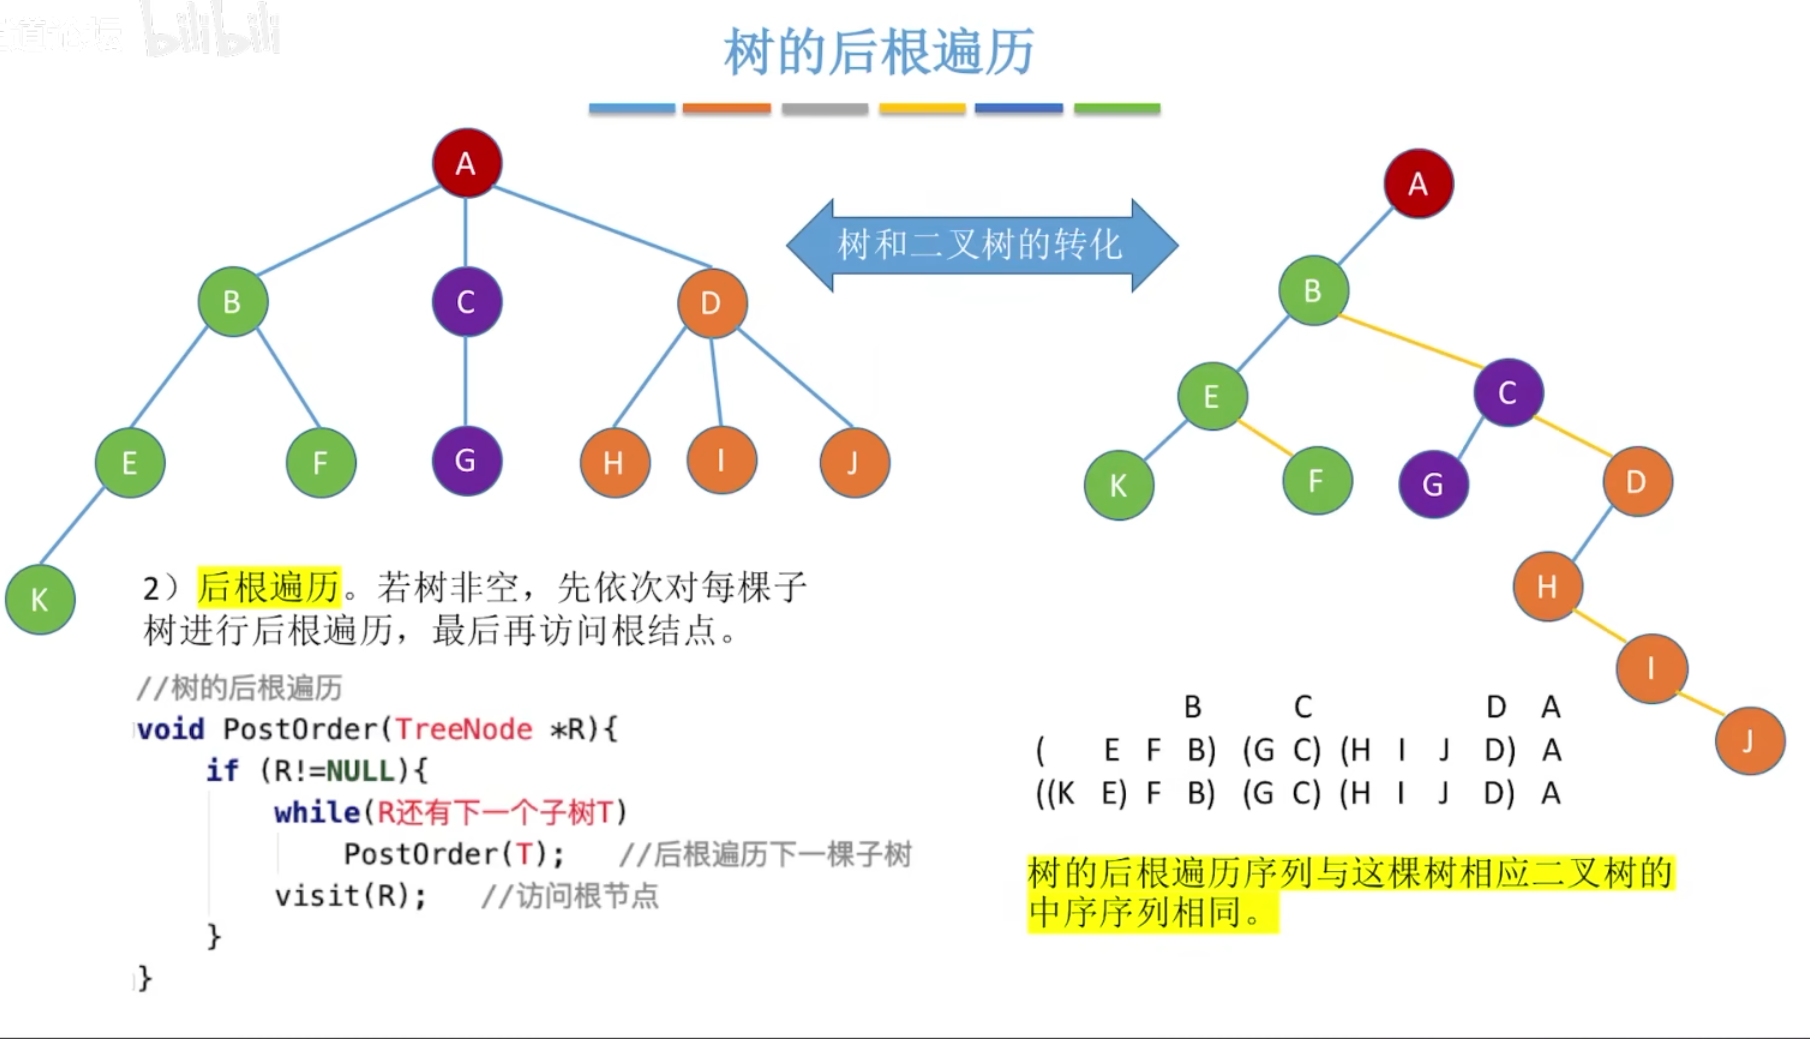 bilibili
树的后根遍历
A
B
C
D
E
F
G
H
I
J
K
树和二叉树的转化
A
B
E
C
K
F
G
D
H
I
J
2）后根遍历。若树非空，先依次对每棵子
树进行后根遍历，最后再访问根结点。
//树的后根遍历
void PostOrder(TreeNode *R){
if (R!=NULL){
while(R还有下一个子树T)
PostOrder(T); //后根遍历下一棵子树
visit(R); //访问根节点
}
}
B C D A
( E F B) (G C) (H I J D) A
((K E) F B) (G C) (H I J D) A
树的后根遍历序列与这棵树相应二叉树的
中序序列相同。